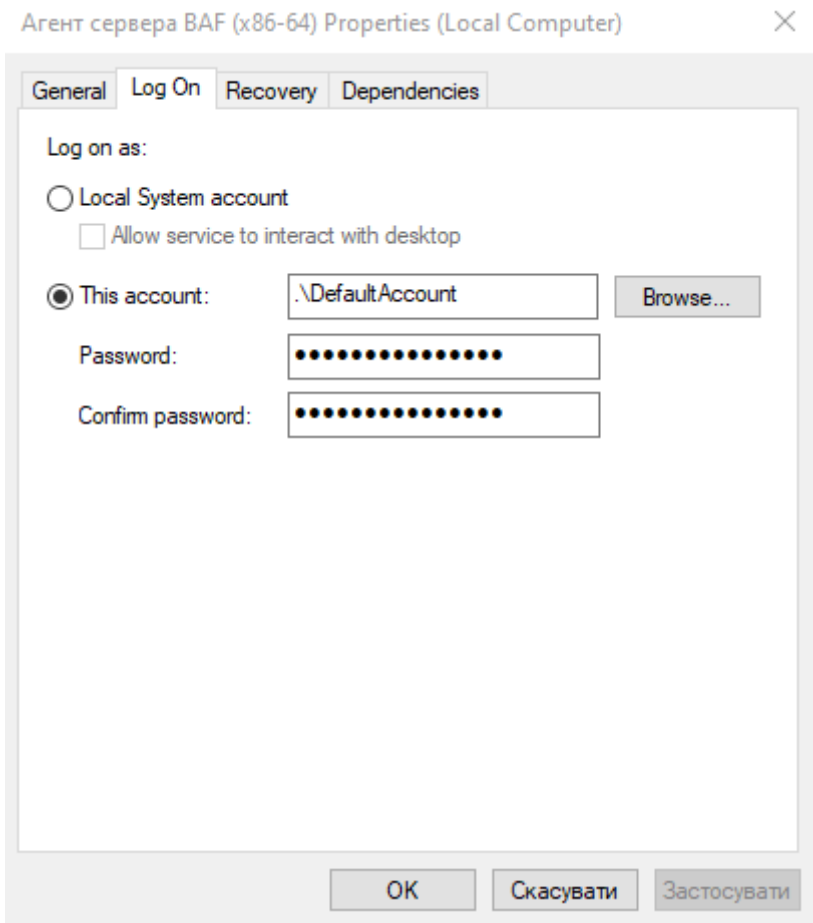 Агент сервера BAF (x86-64) Properties (Local Computer)
General Log On Recovery Dependencies
Log on as:
Local System account
Allow service to interact with desktop
This account: .\DefaultAccount Browse...
Password: •••••••••••••••
Confirm password: •••••••••••••••
OK Скасувати Застосувати